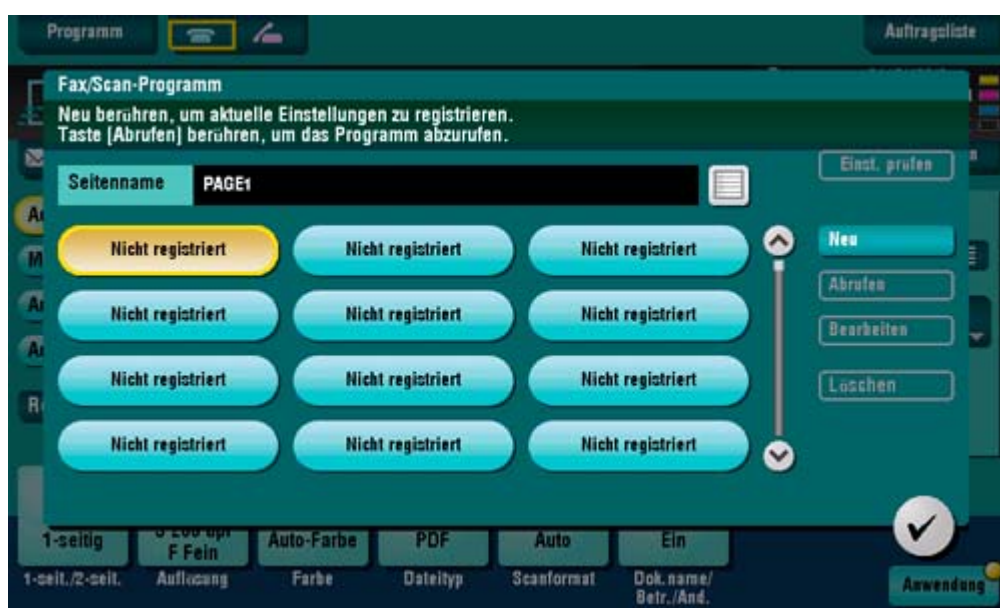 Programm
Auftragsliste
Fax/Scan-Programm
Neu berühren, um aktuelle Einstellungen zu registrieren.
Taste [Abrufen] berühren, um das Programm abzurufen.
Einst. prüfen
Seitenname PAGE1
Nicht registriert Nicht registriert Nicht registriert
Neu
Abrufen
Nicht registriert Nicht registriert Nicht registriert
Bearbeiten
Nicht registriert Nicht registriert Nicht registriert
Löschen
Nicht registriert Nicht registriert Nicht registriert
1-seitig
F Fein
Auto-Farbe PDF Auto Ein
1-seit./2-seit. Auflösung Farbe Dateityp Scanformat Dok.name/
Betr./And.
Anwendung